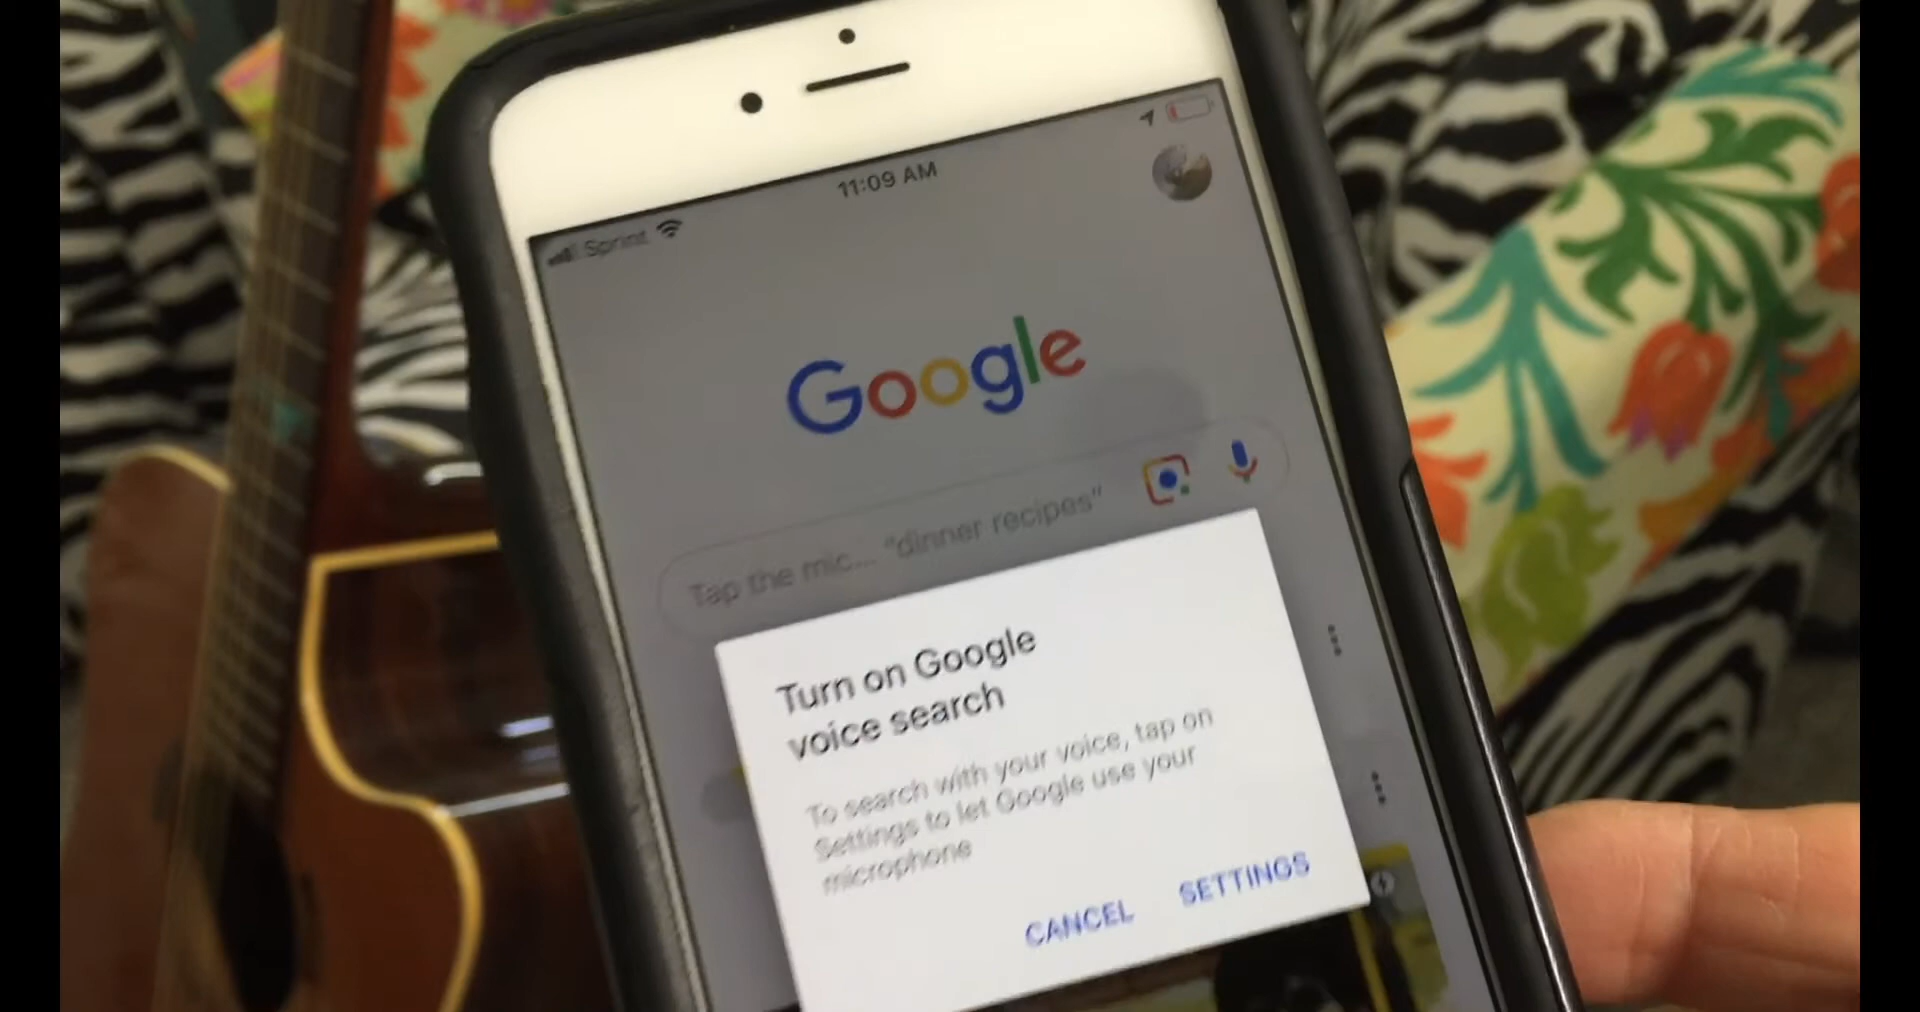 11:09 AM
Sprint
Google
Tap the mic... "dinner recipes"
Turn on Google
voice search
To search with your voice, tap on
Settings to let Google use your
microphone
CANCEL
SETTINGS